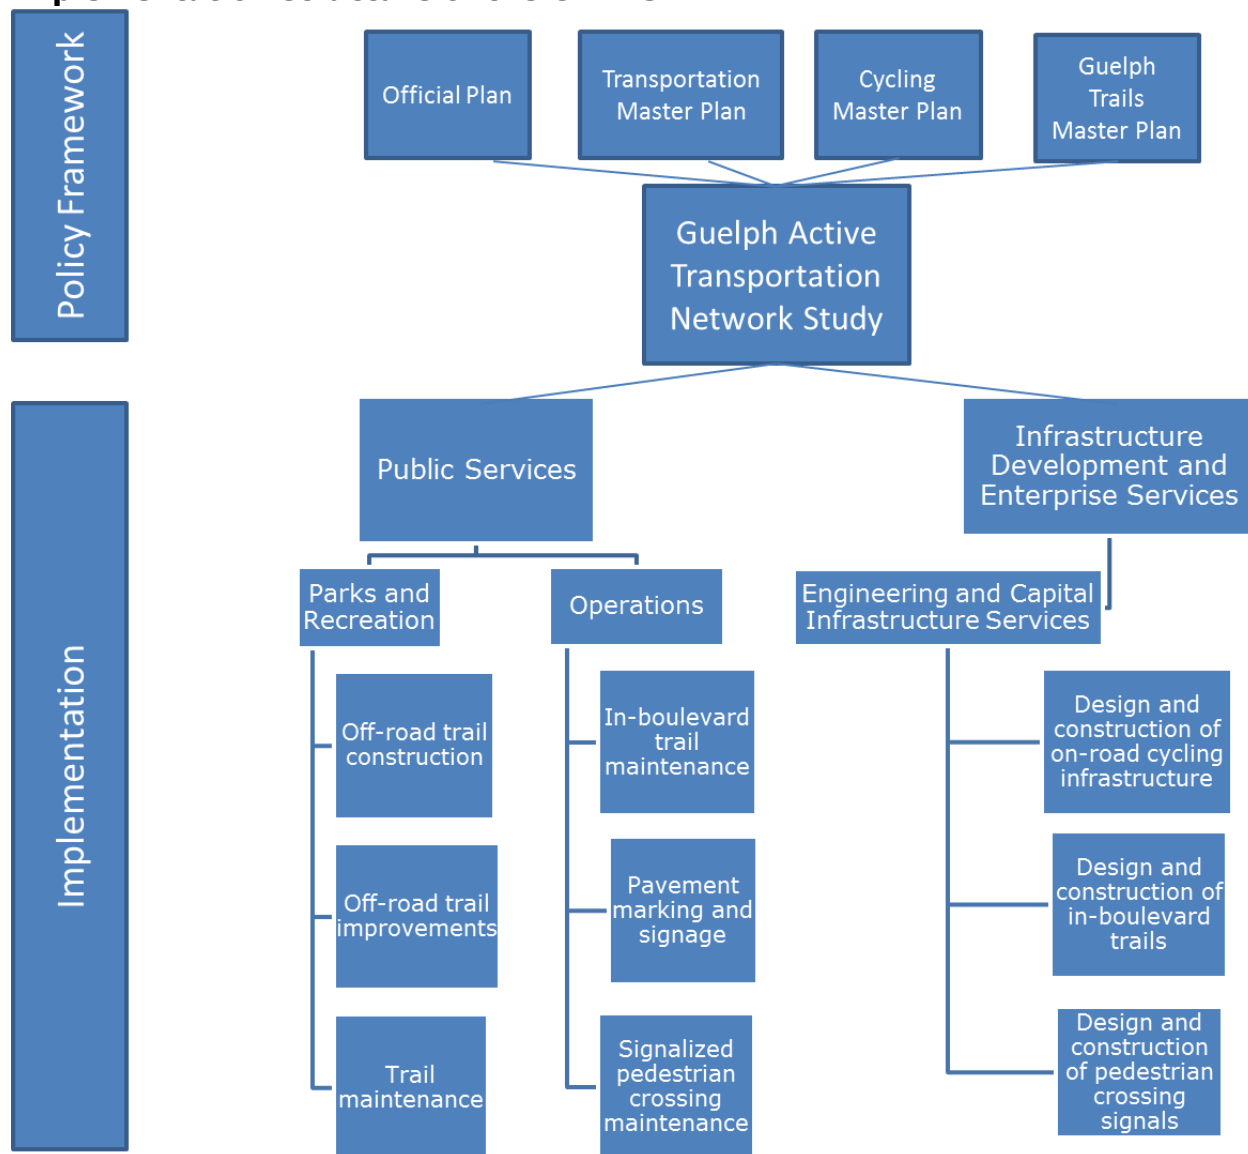 Policy Framework
Official Plan
Transportation
Master Plan
Cycling
Master Plan
Guelph
Trails
Master Plan
Guelph Active
Transportation
Network Study
Implementation
Public Services
Infrastructure
Development and
Enterprise Services
Parks and
Recreation
Operations
Engineering and Capital
Infrastructure Services
Off-road trail
construction
Off-road trail
improvements
Trail
maintenance
In-boulevard
trail
maintenance
Pavement
marking and
signage
Signalized
pedestrian
crossing
maintenance
Design and
construction of
on-road cycling
infrastructure
Design and
construction of
in-boulevard
trails
Design and
construction
of pedestrian
crossing
signals